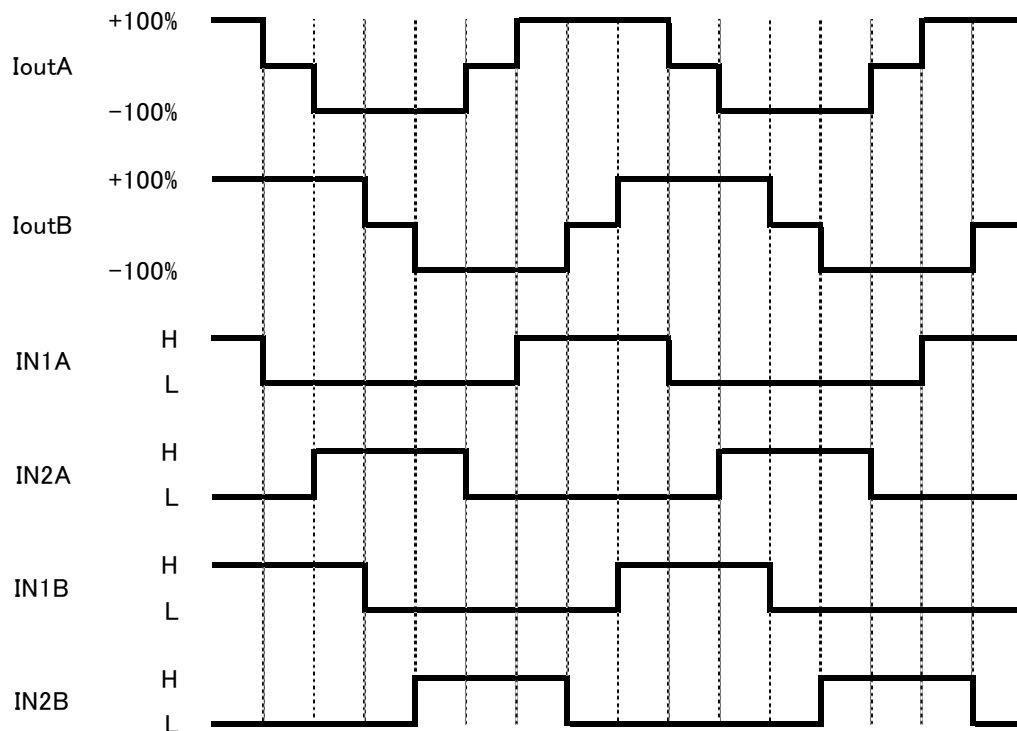 +100%
IoutA
−100%
+100%
IoutB
−100%
H
IN1A
L
H
IN2A
L
H
IN1B
L
H
IN2B
L